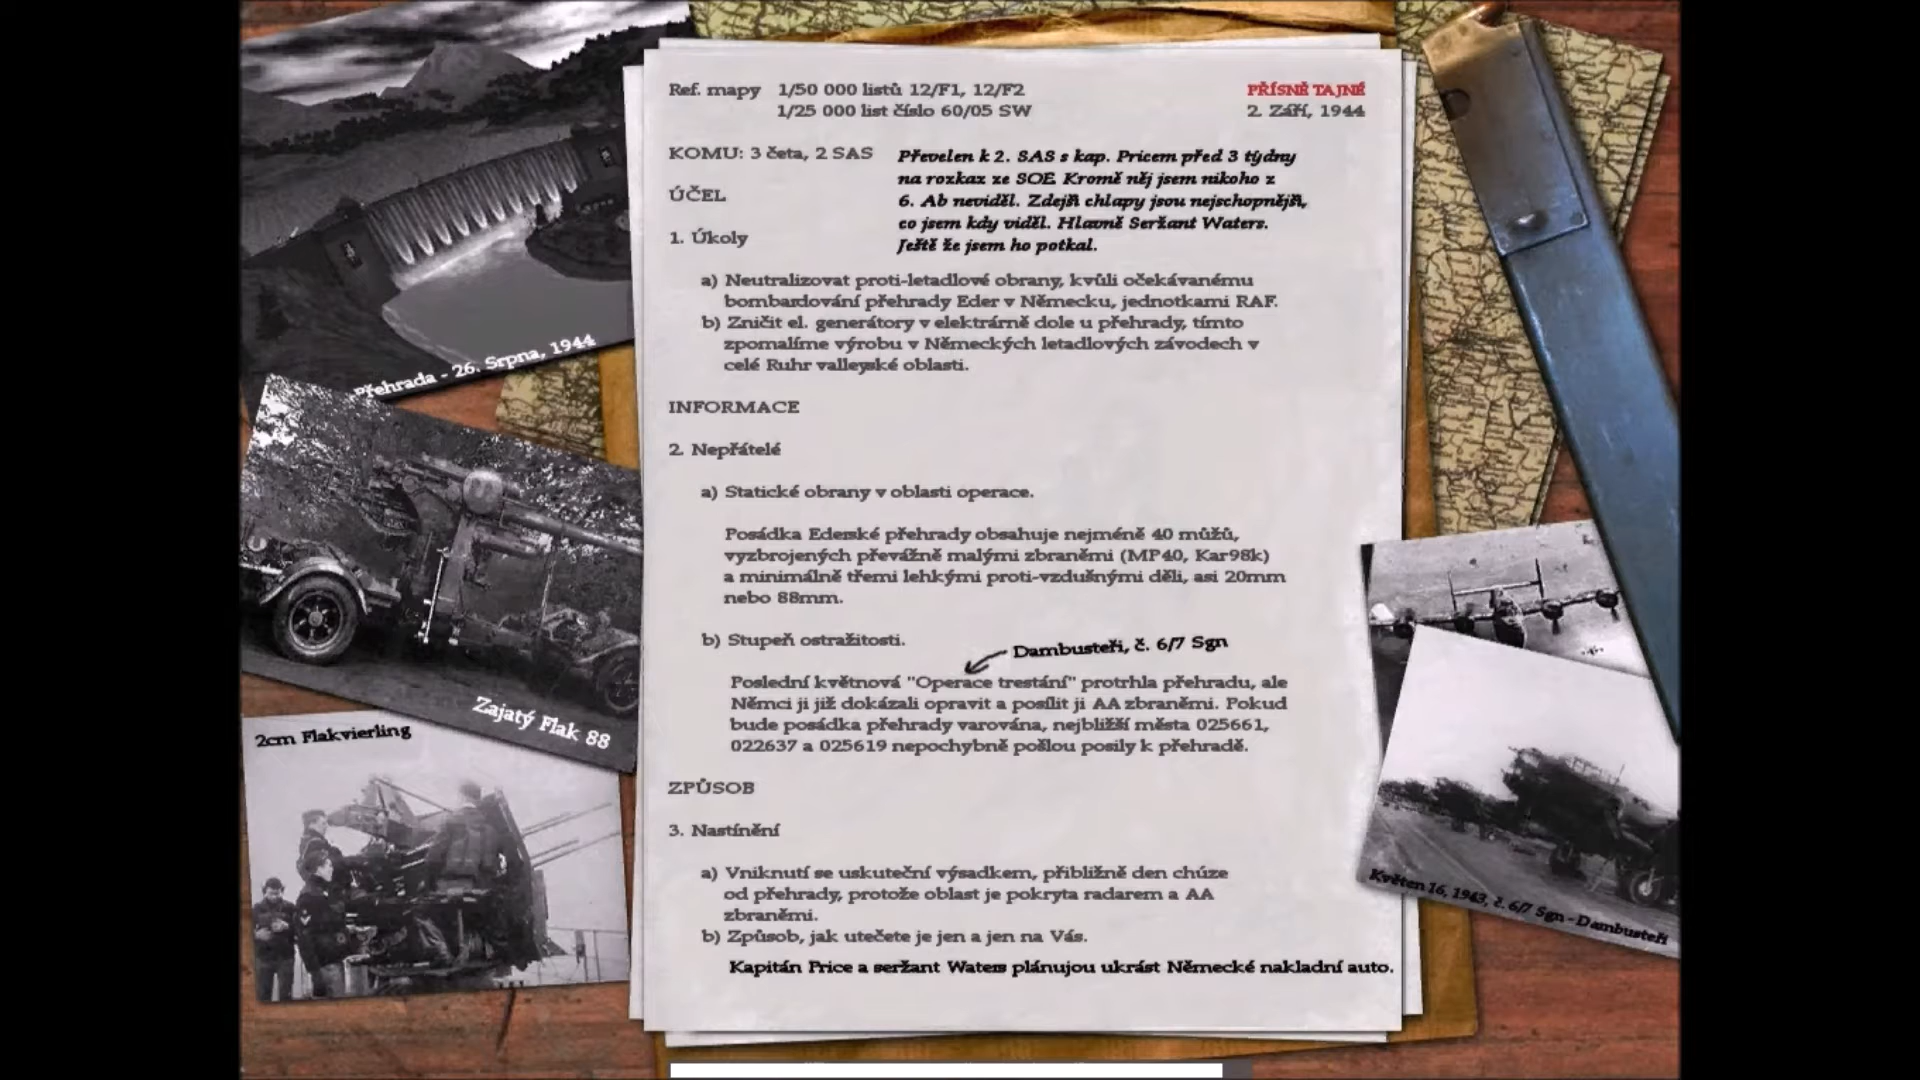 Ref. mapy 1/50 000 listů 12/F1, 12/F2
1/25 000 list číslo 60/05 SW
PŘÍSNĚ TAJNÉ
2. Září, 1944
KOMU: 3 četa, 2 SAS
Převelen k 2. SAS s kap. Pricem před 3 týdny
na rozkaz ze SOE. Kromě něj jsem nikoho z
6. Ab neviděl. Zdejší chlapy jsou nejschopnější,
co jsem kdy viděl. Hlavně Seržant Waters.
Ještě že jsem ho potkal.
ÚČEL
1. Úkoly
a) Neutralizovat proti-letadlové obrany, kvůli očekávanému
bombardování přehrady Eder v Německu, jednotkami RAF.
b) Zničit el. generátory v elektrárně dole u přehrady, tímto
zpomalíme výrobu v Německých letadlových závodech v
celé Ruhr valleyské oblasti.
INFORMACE
2. Nepřátelé
a) Statické obrany v oblasti operace.
Posádka Ederské přehrady obsahuje nejméně 40 můžů,
vyzbrojených převážně malými zbraněmi (MP40, Kar98k)
a minimálně třemi lehkými proti-vzdušnými děli, asi 20mm
nebo 88mm.
b) Stupeň ostražitosti.
Dambusteři, č. 6/7 Sgn
Poslední květnová "Operace trestání" protrhla přehradu, ale
Němci ji již dokázali opravit a posílit ji AA zbraněmi. Pokud
bude posádka přehrady varována, nejbližší města 025661,
022637 a 025619 nepochybně pošlou posily k přehradě.
ZPŮSOB
3. Nastínění
a) Vniknutí se uskuteční výsadkem, přibližně den chúze
od přehrady, protože oblast je pokryta radarem a AA
zbraněmi.
b) Způsob, jak utečete je jen a jen na Vás.
Kapitán Price a seržant Waters plánujou ukrást Německé nakladní auto.
Přehrada - 26. Srpna, 1944
Zajatý Flak 88
2cm Flakvierling
Květen 16, 1943, č. 6/7 Sgn - Dambusteři